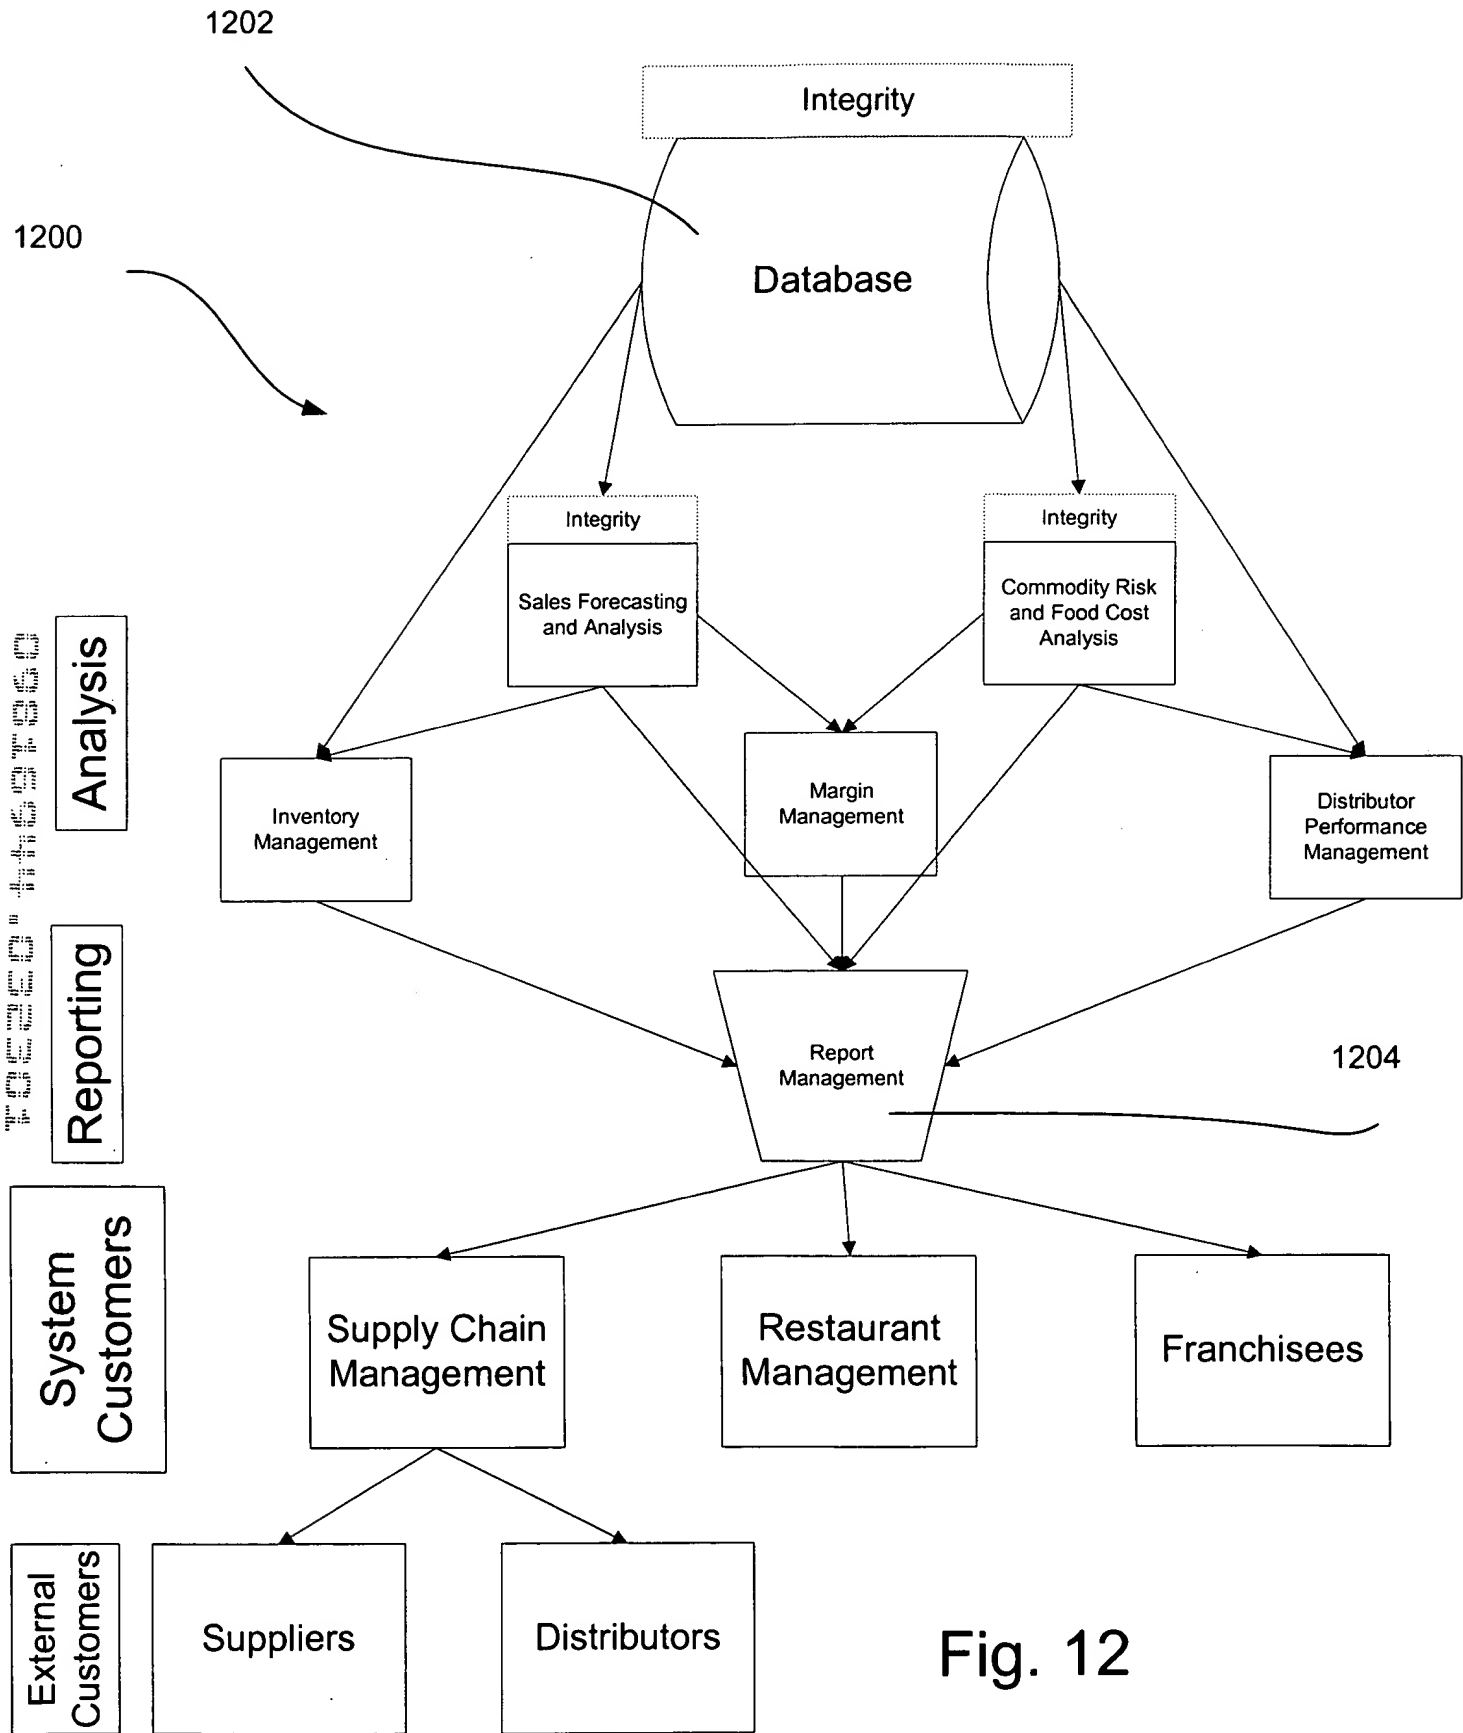 1202
Integrity
1200
Database
Integrity
Integrity
Sales Forecasting
and Analysis
Commodity Risk
and Food Cost
Analysis
Analysis
Inventory
Management
Margin
Management
Distributor
Performance
Management
Reporting
Report
Management
1204
System
Customers
Supply Chain
Management
Restaurant
Management
Franchisees
External
Customers
Suppliers
Distributors
Fig. 12